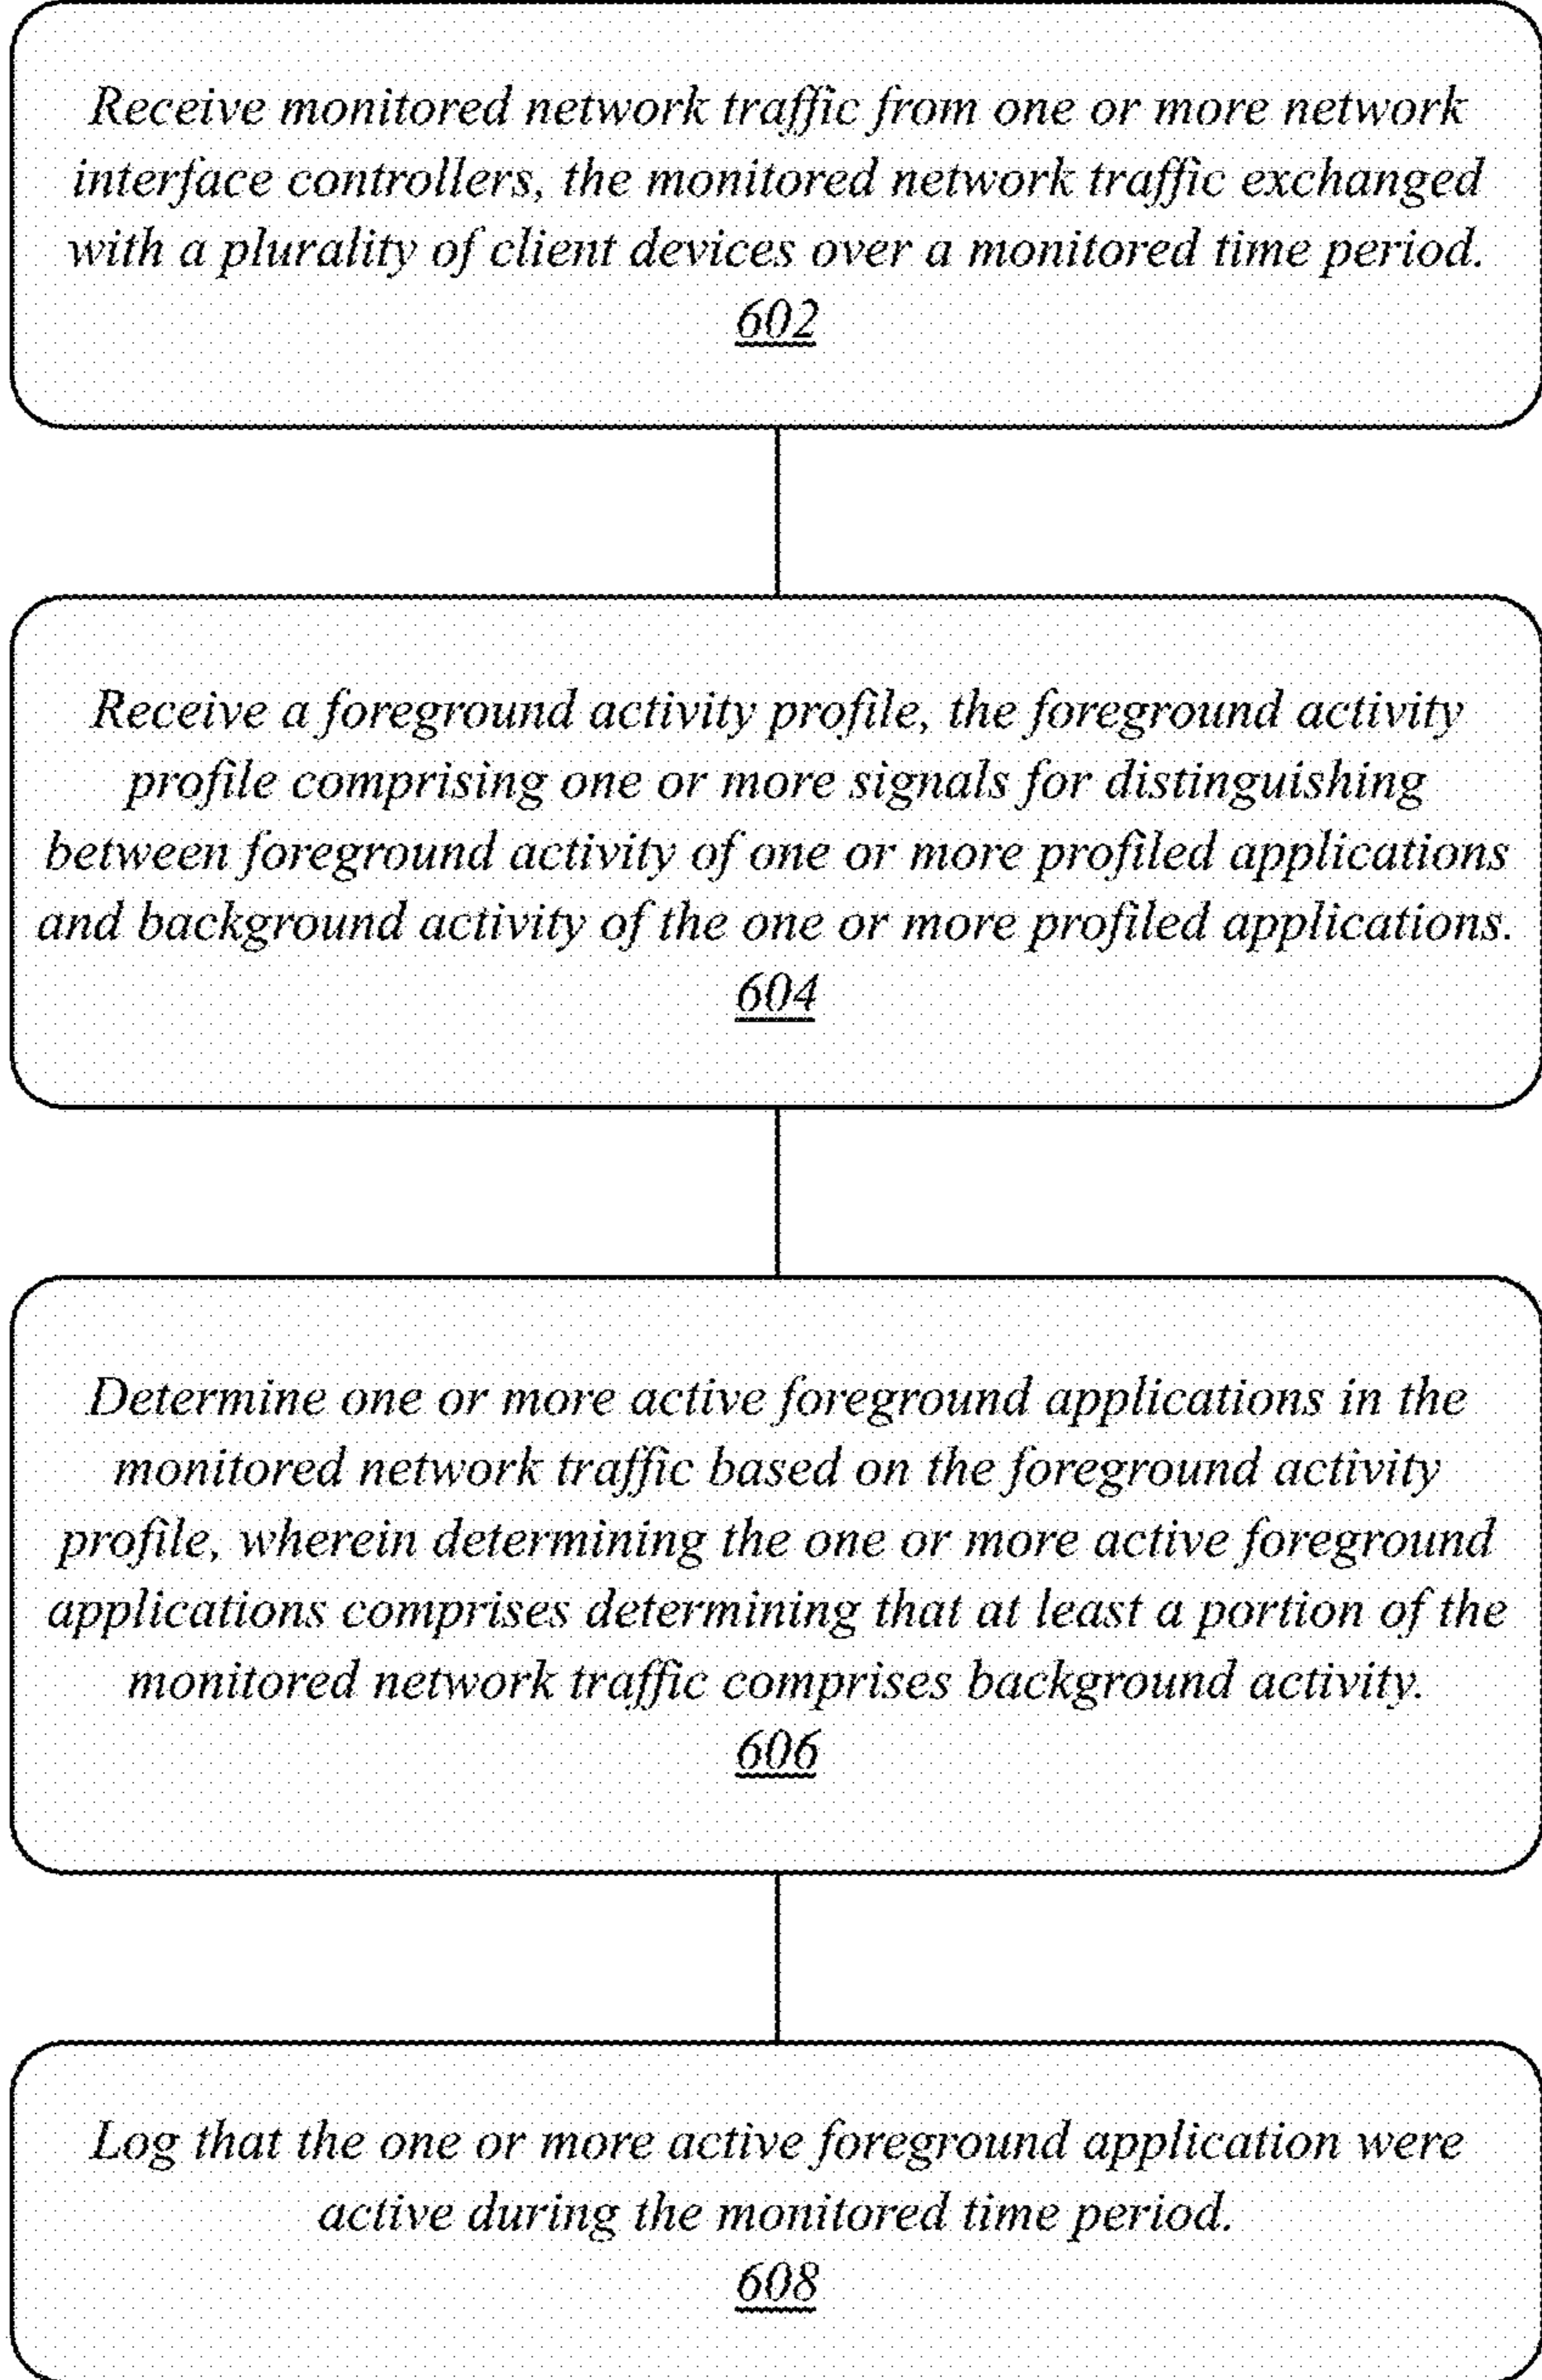 Receive monitored network traffic from one or more network
interface controllers, the monitored network traffic exchanged
with a plurality of client devices over a monitored time period.
602
Receive a foreground activity profile, the foreground activity
profile comprising one or more signals for distinguishing
between foreground activity of one or more profiled applications
and background activity of the one or more profiled applications.
604
Determine one or more active foreground applications in the
monitored network traffic based on the foreground activity
profile, wherein determining the one or more active foreground
applications comprises determining that at least a portion of the
monitored network traffic comprises background activity.
606
Log that the one or more active foreground application were
active during the monitored time period.
608